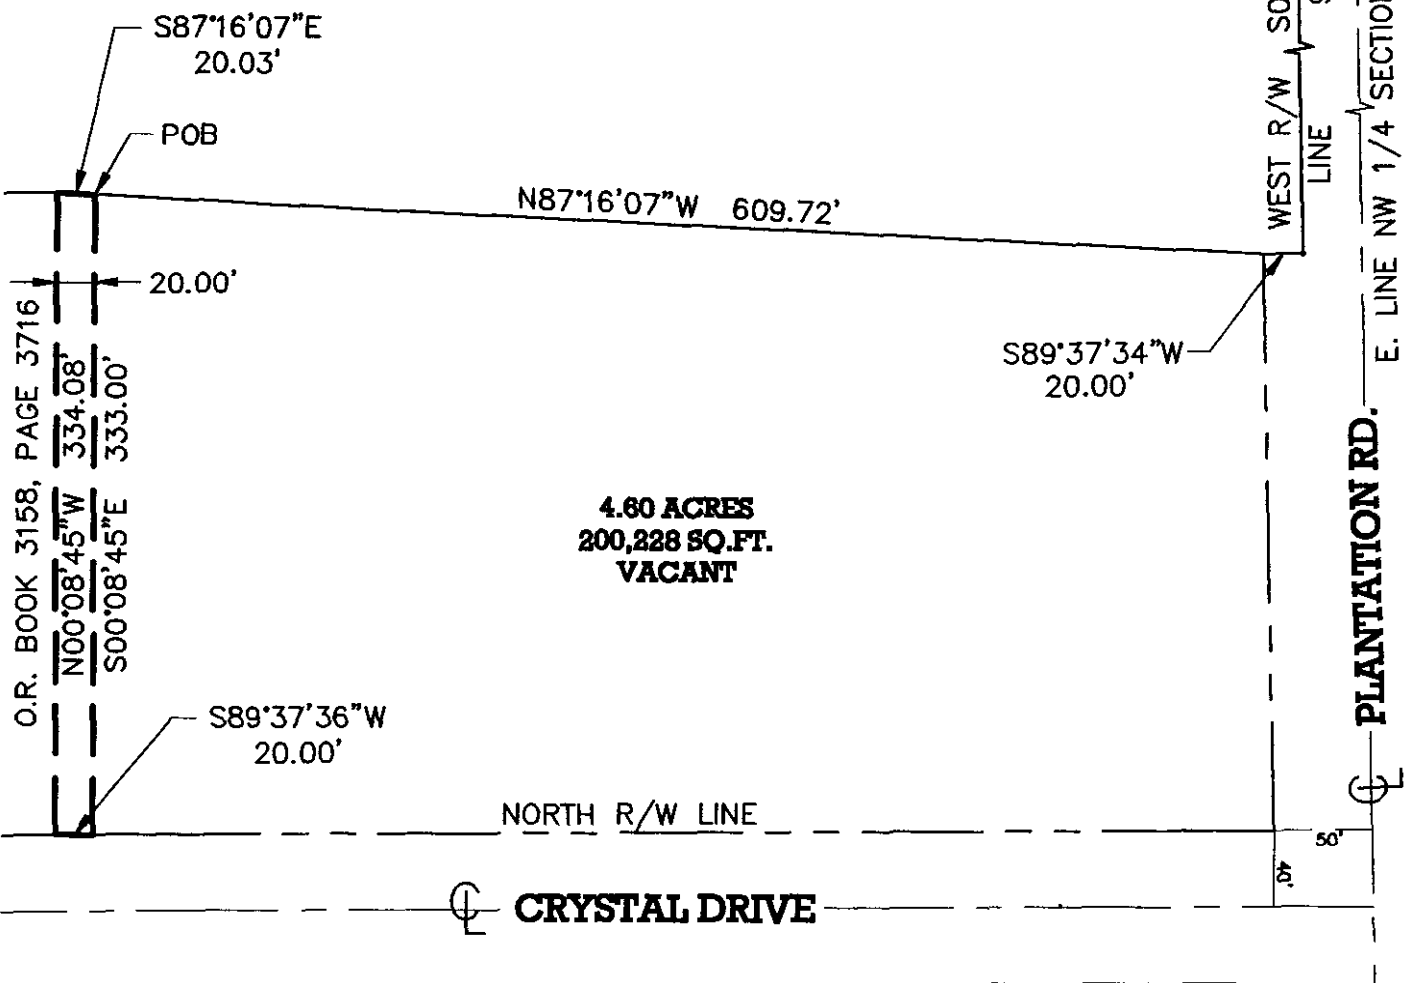 S87°16'07"E
20.03'
POB
N87°16'07"W 609.72'
WEST R/W SO
LINE
E. LINE NW 1/4 SECTION
20.00'
O.R. BOOK 3158, PAGE 3716
N00°08'45"W 334.08'
S00°08'45"E 333.00'
S89°37'34"W
20.00'
4.60 ACRES
200,228 SQ.FT.
VACANT
PLANTATION RD.
S89°37'36"W
20.00'
NORTH R/W LINE
50'
40'
CRYSTAL DRIVE